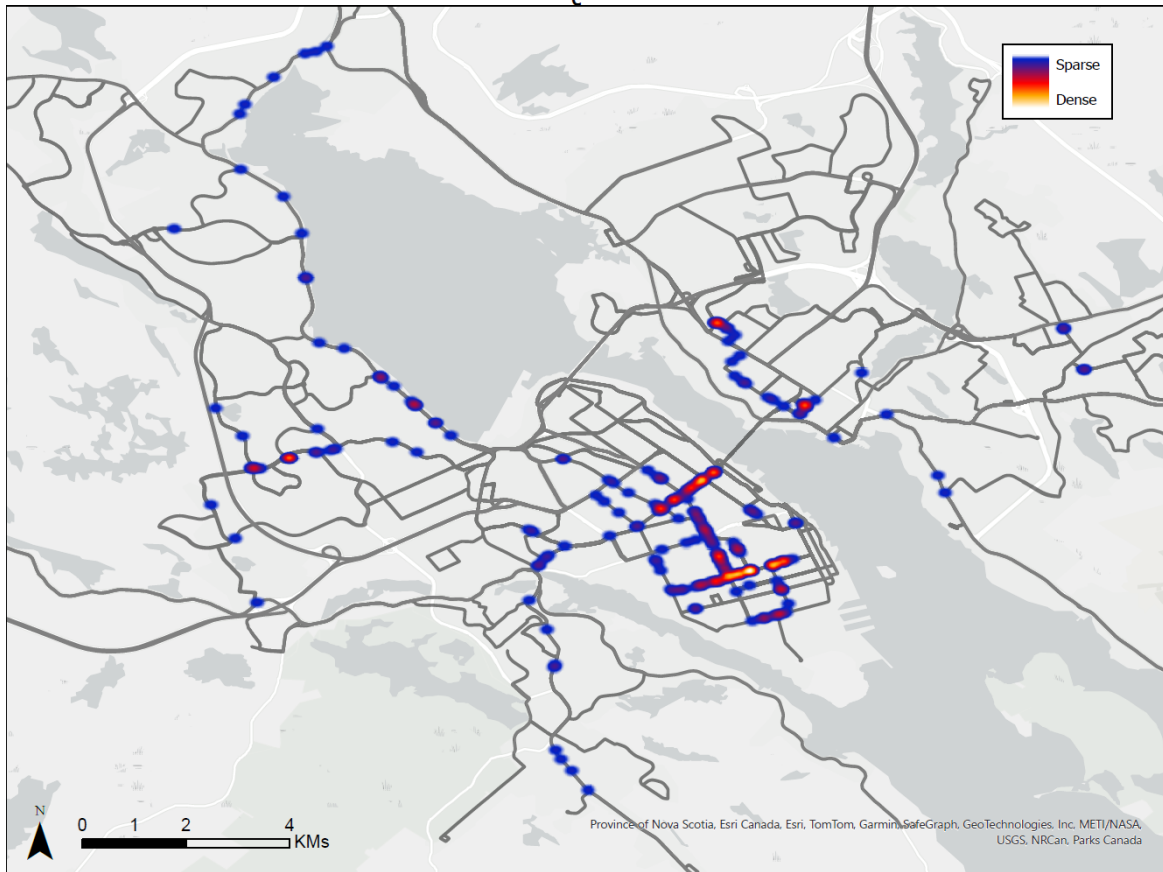 Sparse
Dense
N
0 1 2 4
KMs
Province of Nova Scotia, Esri Canada, Esri, TomTom, Garmin, SafeGraph, GeoTechnologies, Inc, METI/NASA,
USGS, NRCan, Parks Canada